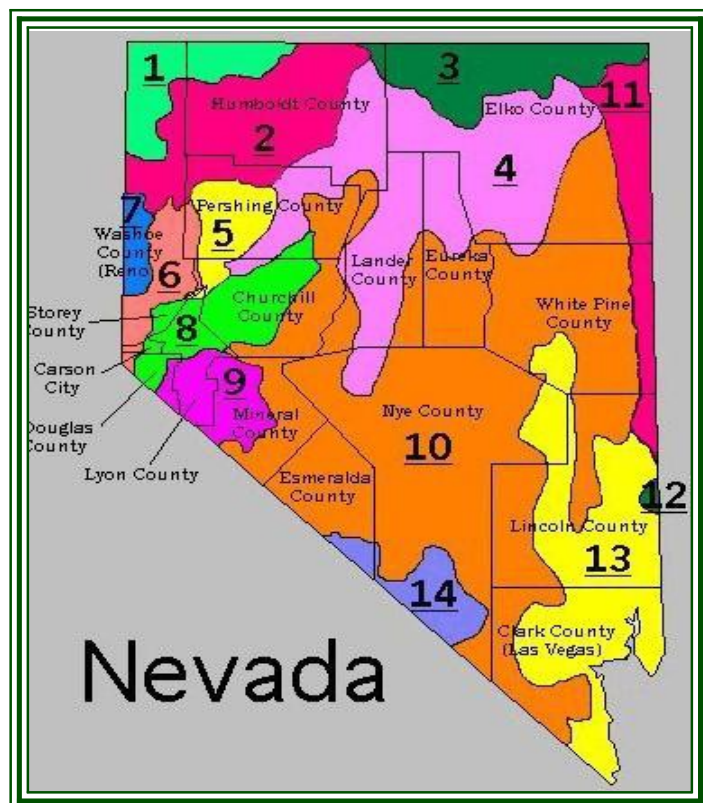 1
3
Humboldt County
Elko County
11
2
4
7
Pershing County
5
Washoe
County
(Reno)
6
Lander
County
Eureka
County
Churchill
County
White Pine
County
Storey
County
8
Carson
City
9
Mineral
County
Nye County
10
Douglas
County
Lyon County
Esmeralda
County
12
Lincoln County
13
14
Clark County
(Las Vegas)
Nevada